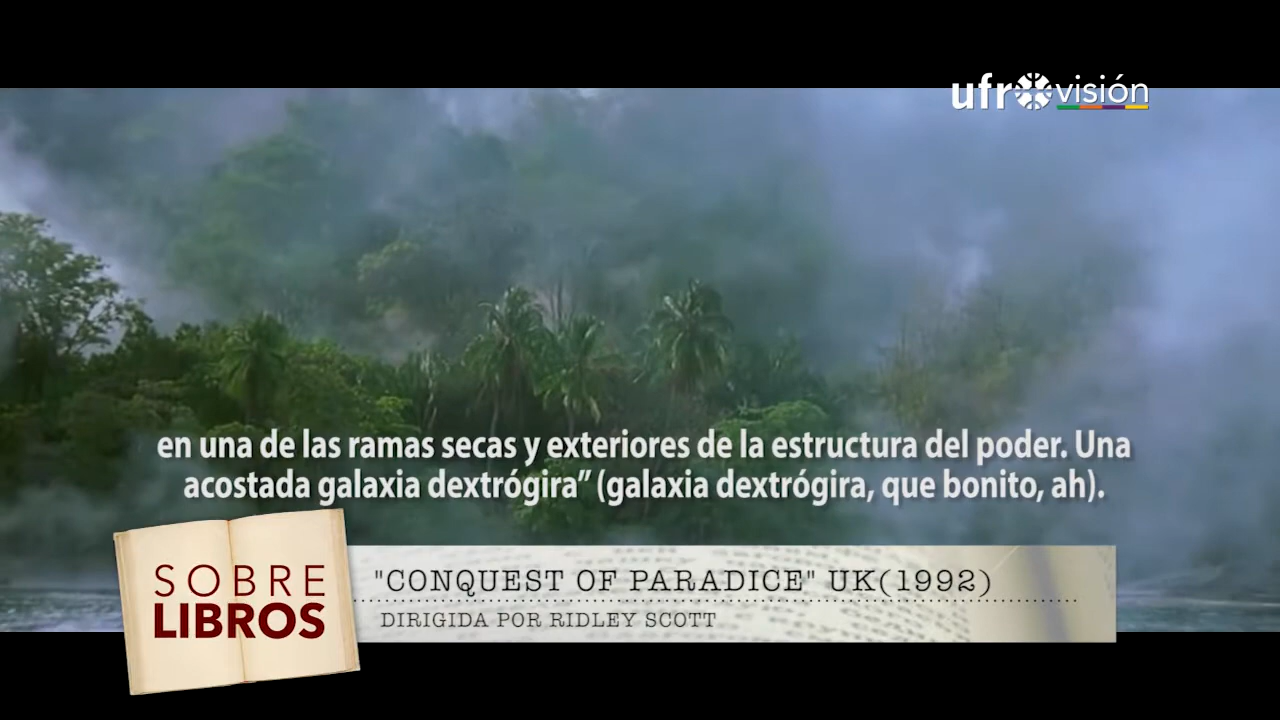 ufrovisión
en una de las ramas secas y exteriores de la estructura del poder. Una
acostada galaxia dextrógira” (galaxia dextrógira, que bonito, ah).
SOBRE
LIBROS
"CONQUEST OF PARADICE" UK(1992)
DIRIGIDA POR RIDLEY SCOTT